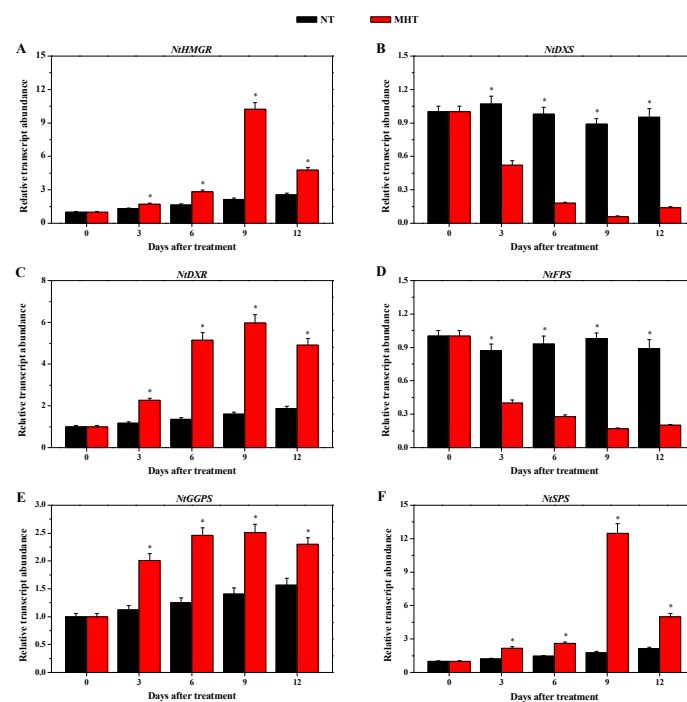 NT MHT
A NtHMGR
15
12
9
6
3
0
Relative transcript abundance
* * * *
0 3 6 9 12
Days after treatment
B NtDXS
1.5
1.2
0.9
0.6
0.3
0.0
Relative transcript abundance
* * * *
0 3 6 9 12
Days after treatment
C NtDXR
8
6
4
2
0
Relative transcript abundance
* * * *
0 3 6 9 12
Days after treatment
D NtFPS
1.5
1.2
0.9
0.6
0.3
0.0
Relative transcript abundance
* * * *
0 3 6 9 12
Days after treatment
E NtGGPS
3.0
2.5
2.0
1.5
1.0
0.5
0.0
Relative transcript abundance
* * * *
0 3 6 9 12
Days after treatment
F NtSPS
15
12
9
6
3
0
Relative transcript abundance
* * * *
0 3 6 9 12
Days after treatment